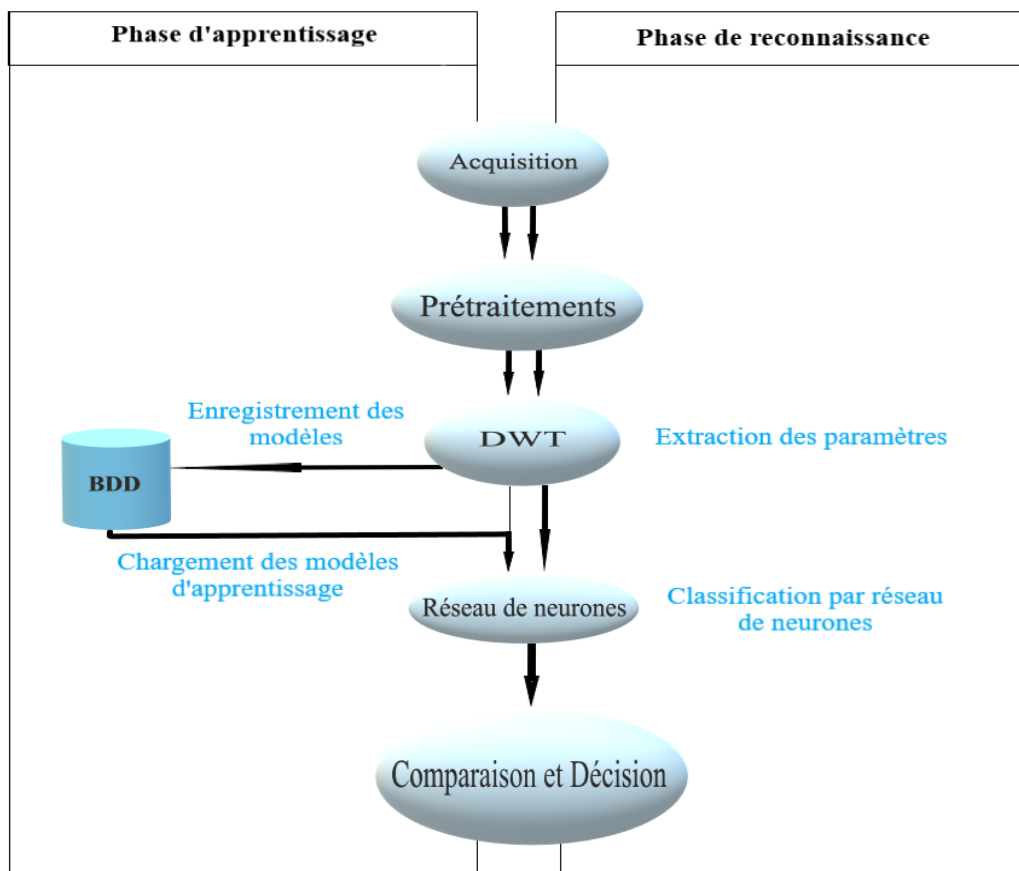 Phase d'apprentissage
Phase de reconnaissance
Acquisition
Prétraitements
Enregistrement des
modèles
DWT
Extraction des paramètres
BDD
Chargement des modèles
d'apprentissage
Réseau de neurones
Classification par réseau
de neurones
Comparaison et Décision